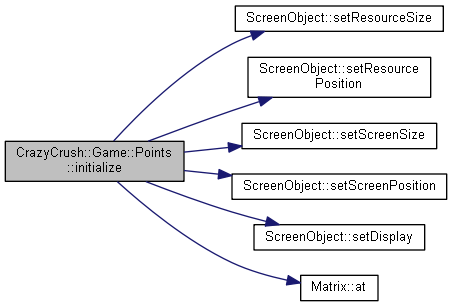 ScreenObject::setResourceSize
ScreenObject::setResource
Position
ScreenObject::setScreenSize
CrazyCrush::Game::Points
::initialize
ScreenObject::setScreenPosition
ScreenObject::setDisplay
Matrix::at